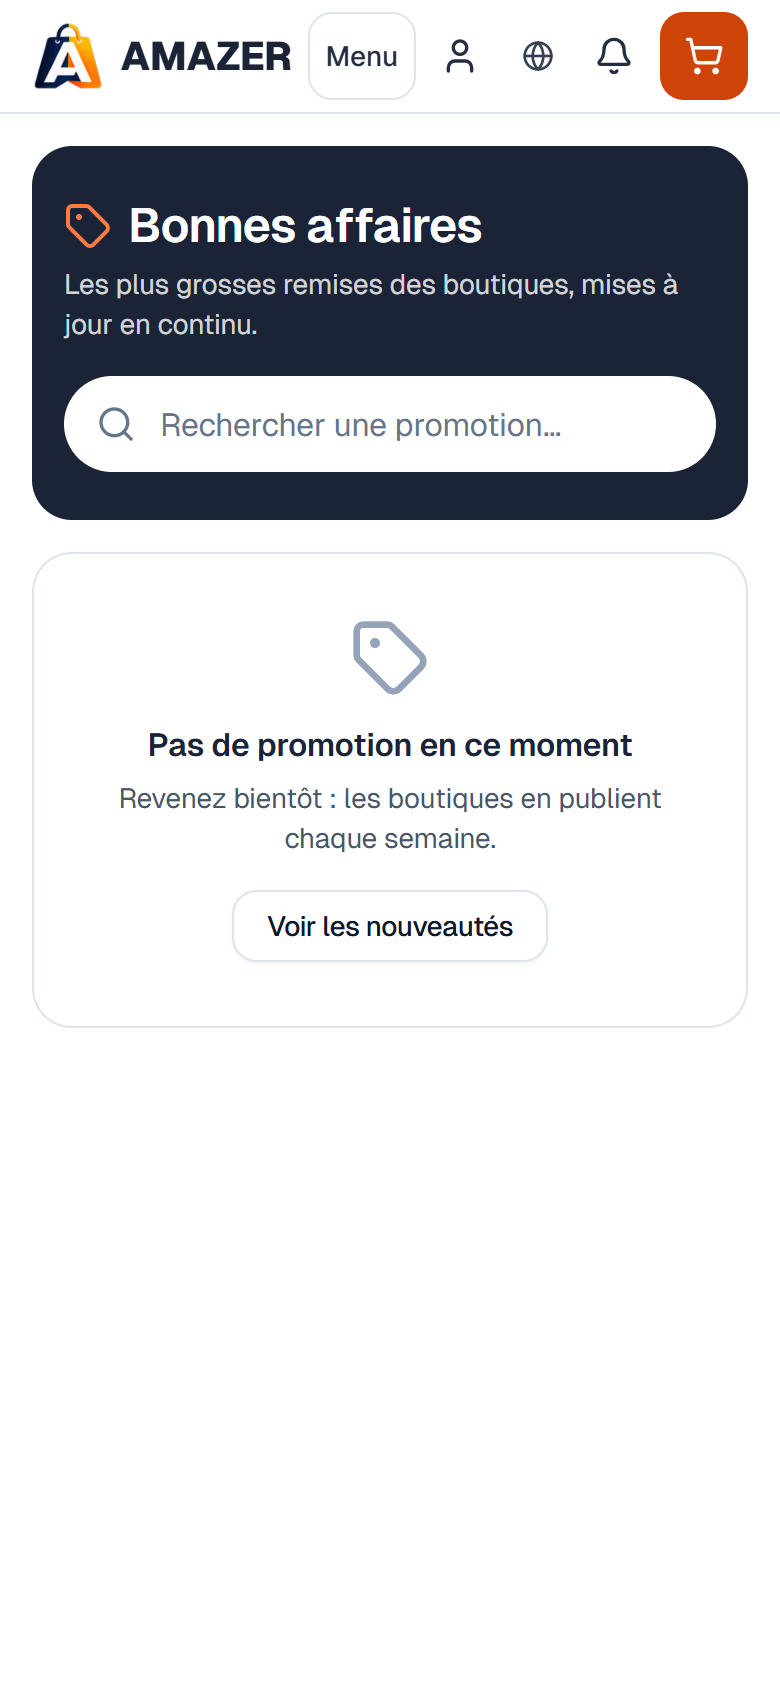 AMAZER
Menu
Bonnes affaires
Les plus grosses remises des boutiques, mises à
jour en continu.
Rechercher une promotion...
Pas de promotion en ce moment
Revenez bientôt : les boutiques en publient
chaque semaine.
Voir les nouveautés